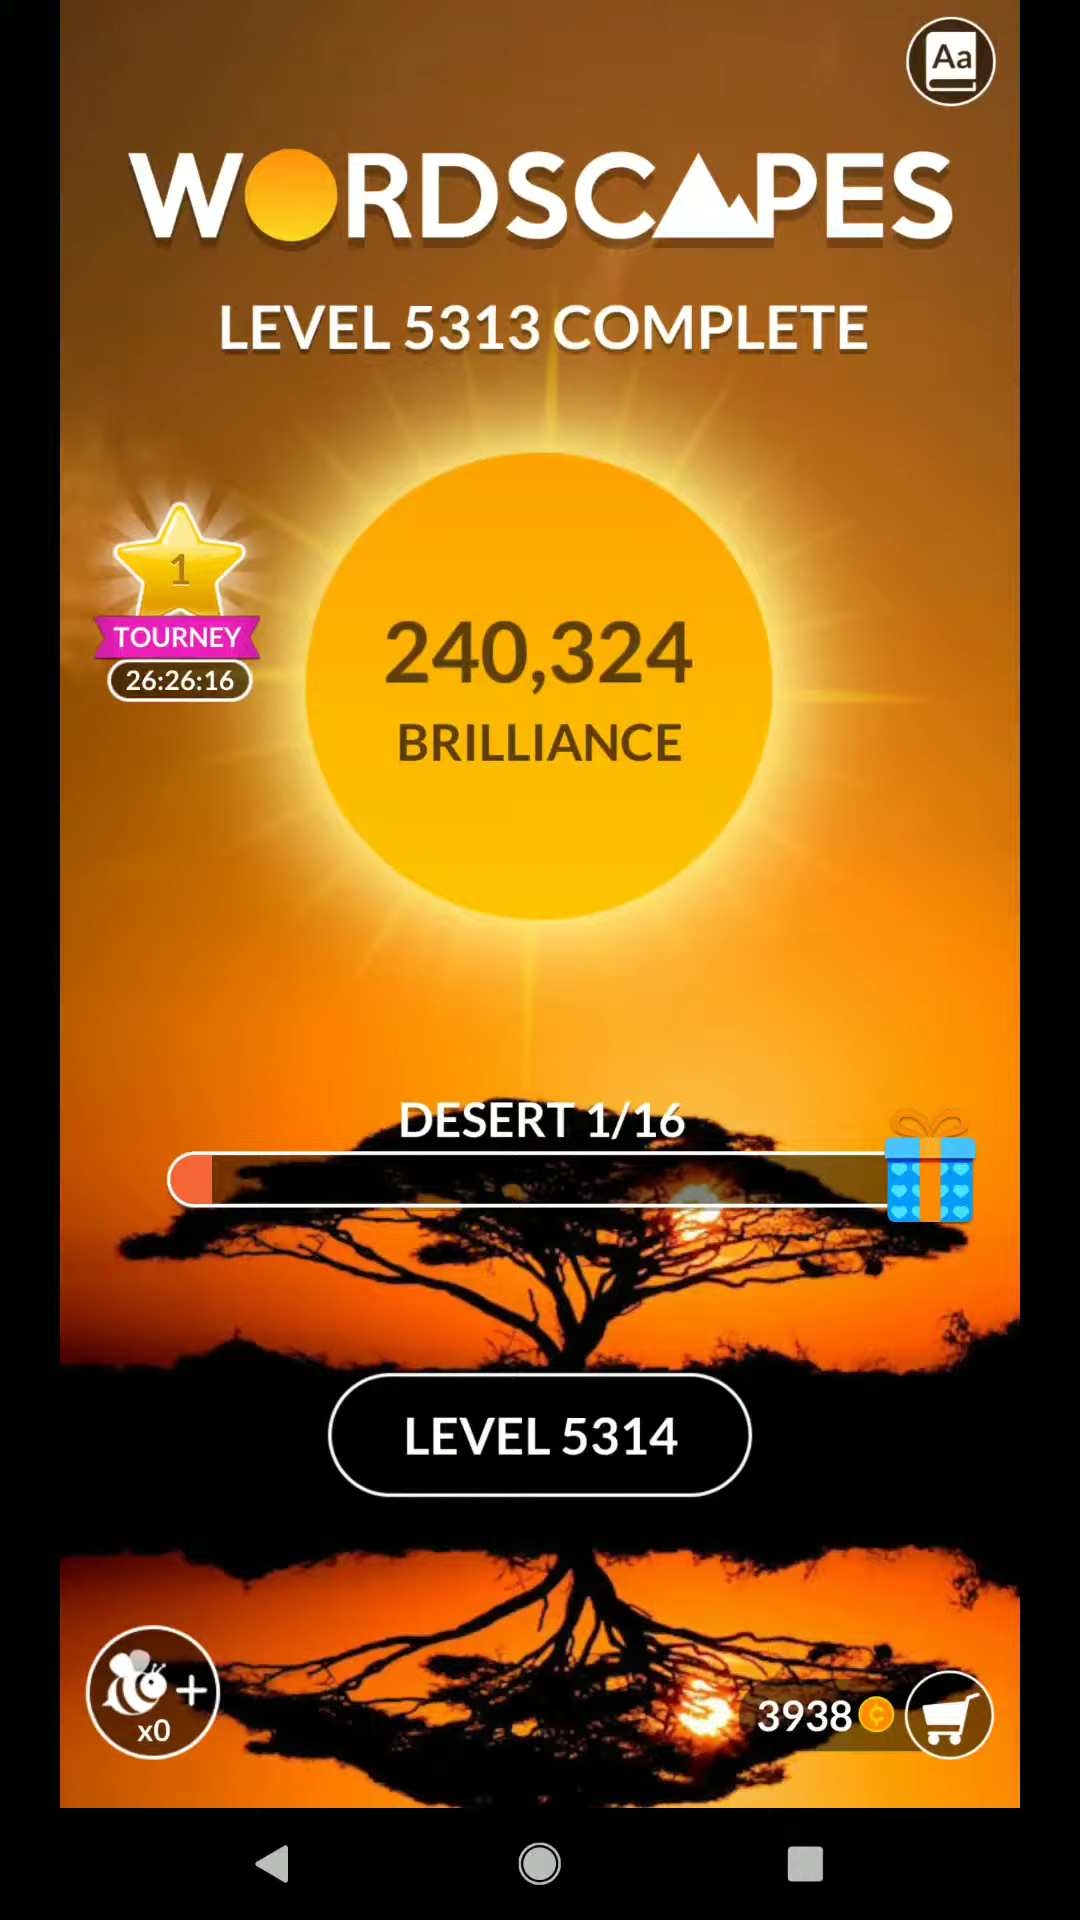 Aa
WORDSCAPES
LEVEL 5313 COMPLETE
1
TOURNEY
26:26:16
240,324
BRILLIANCE
DESERT 1/16
LEVEL 5314
x0
3938